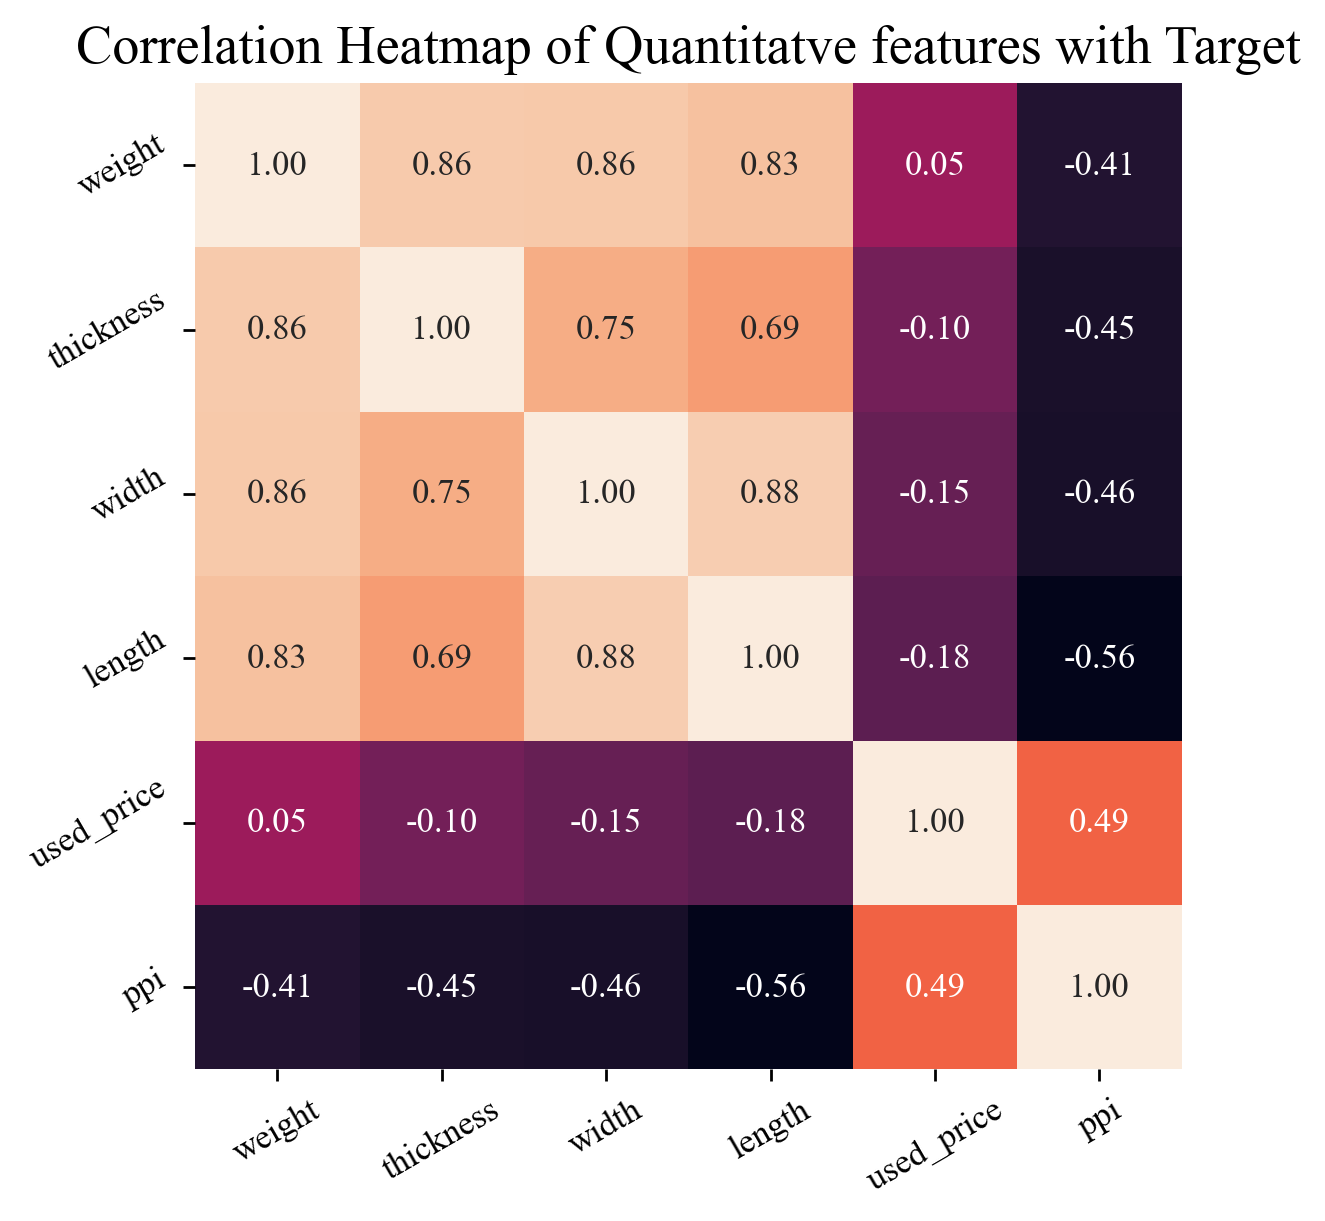 Correlation Heatmap of Quantitatve features with Target
weight 1.00 0.86 0.86 0.83 0.05 -0.41
thickness 0.86 1.00 0.75 0.69 -0.10 -0.45
width 0.86 0.75 1.00 0.88 -0.15 -0.46
length 0.83 0.69 0.88 1.00 -0.18 -0.56
used_price 0.05 -0.10 -0.15 -0.18 1.00 0.49
ppi -0.41 -0.45 -0.46 -0.56 0.49 1.00
weight thickness width length used_price ppi